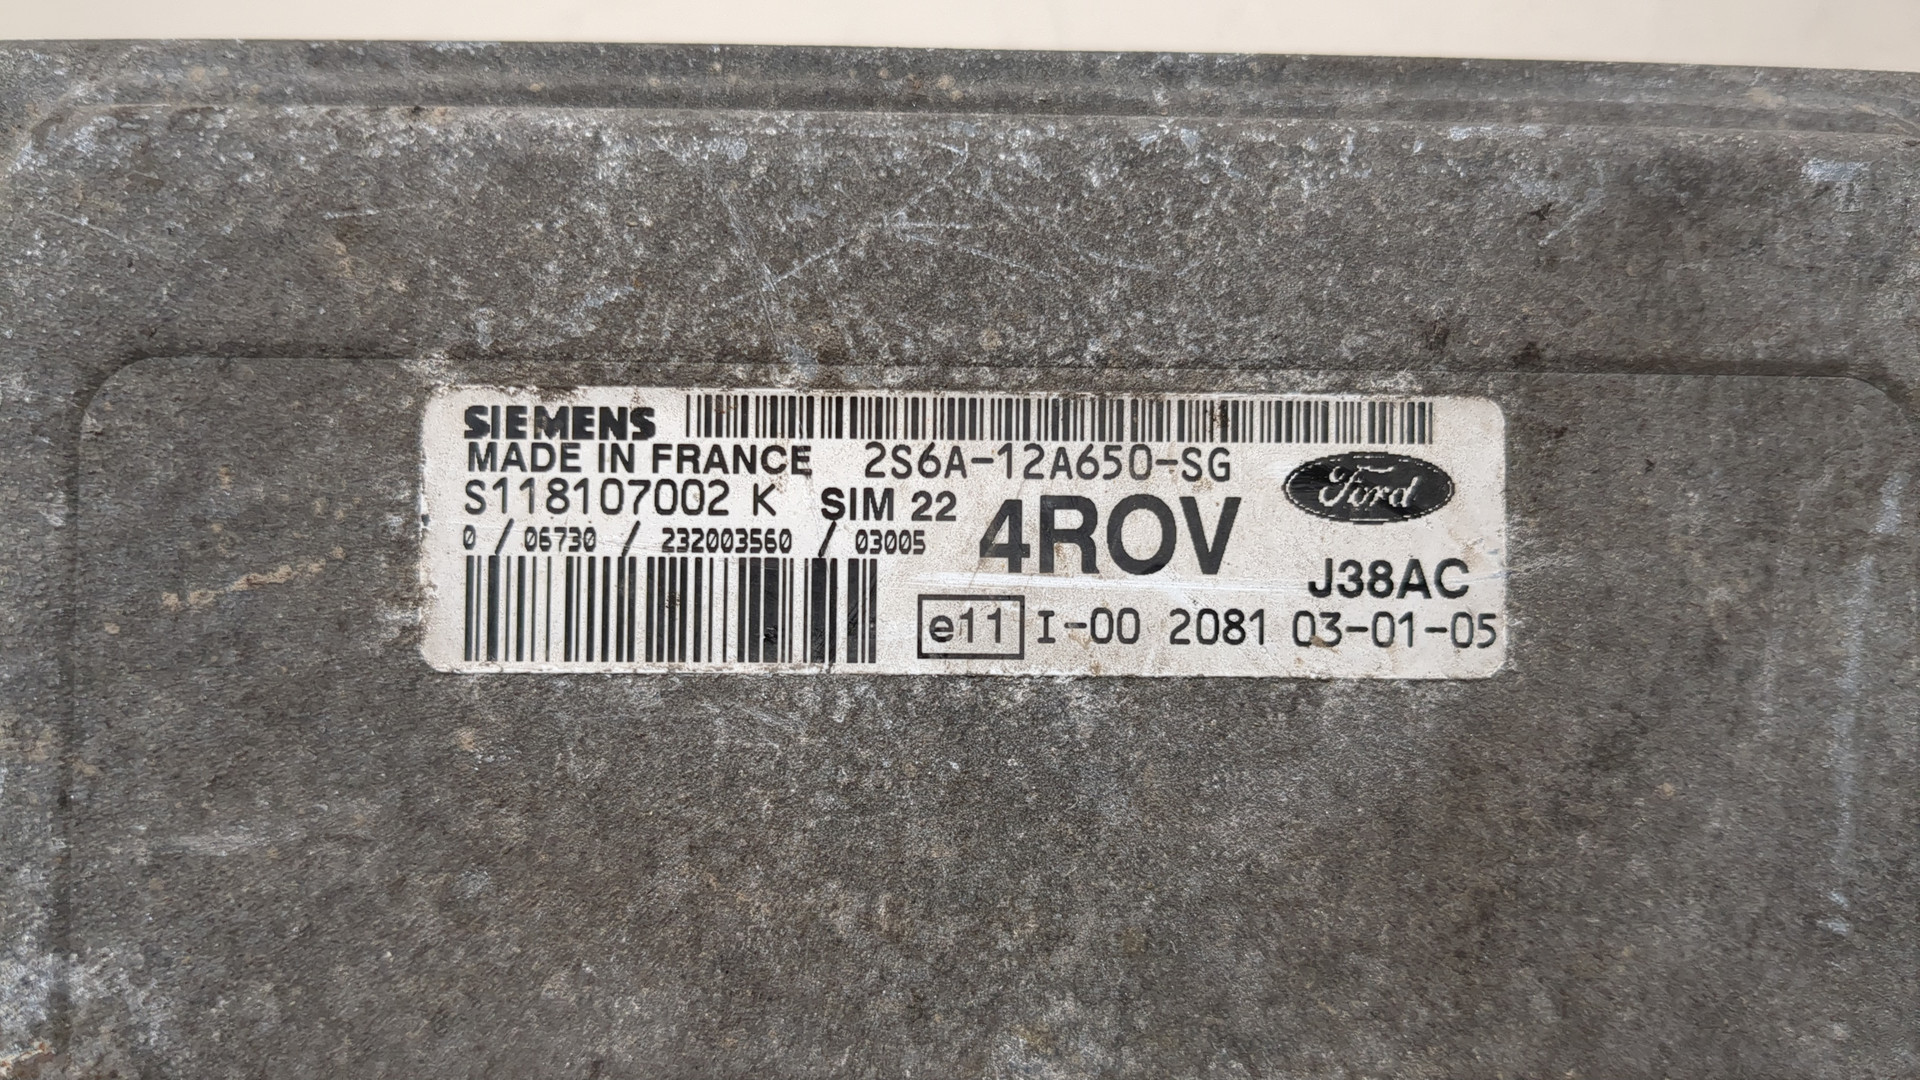 SIEMENS
MADE IN FRANCE 2S6A-12A650-SG
S118107002 K SIM 22
Ford
0 / 06730 / 232003560 / 03005
4ROV
J38AC
e11 I-00 2081 03-01-05